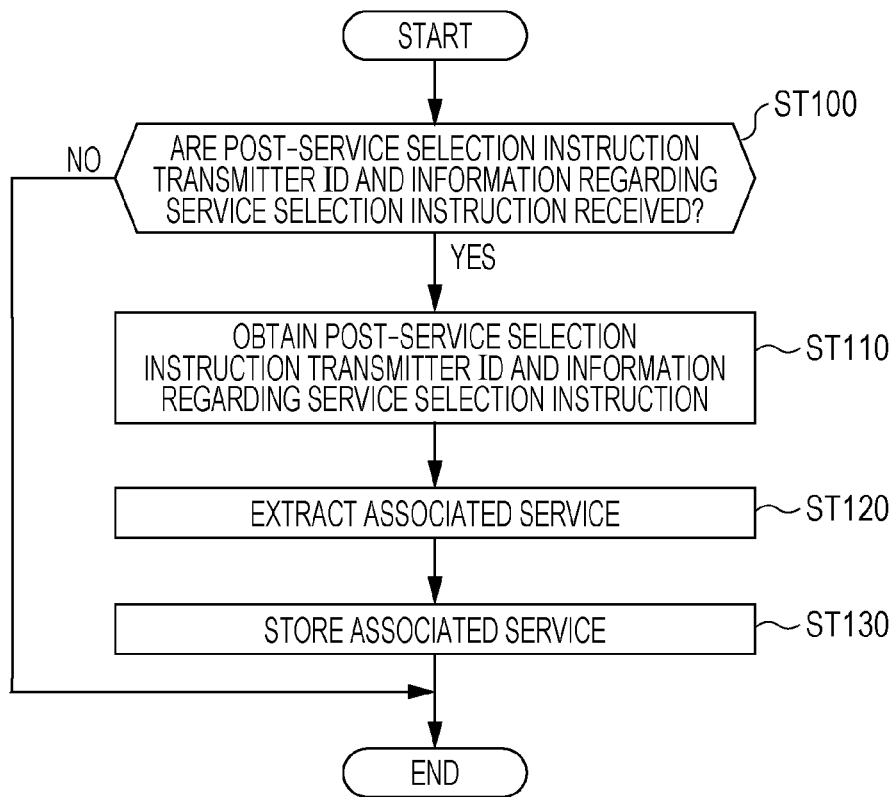 START
ST100
ARE POST-SERVICE SELECTION INSTRUCTION
TRANSMITTER ID AND INFORMATION REGARDING
SERVICE SELECTION INSTRUCTION RECEIVED?
NO
YES
OBTAIN POST-SERVICE SELECTION
INSTRUCTION TRANSMITTER ID AND INFORMATION
REGARDING SERVICE SELECTION INSTRUCTION
ST110
EXTRACT ASSOCIATED SERVICE
ST120
STORE ASSOCIATED SERVICE
ST130
END